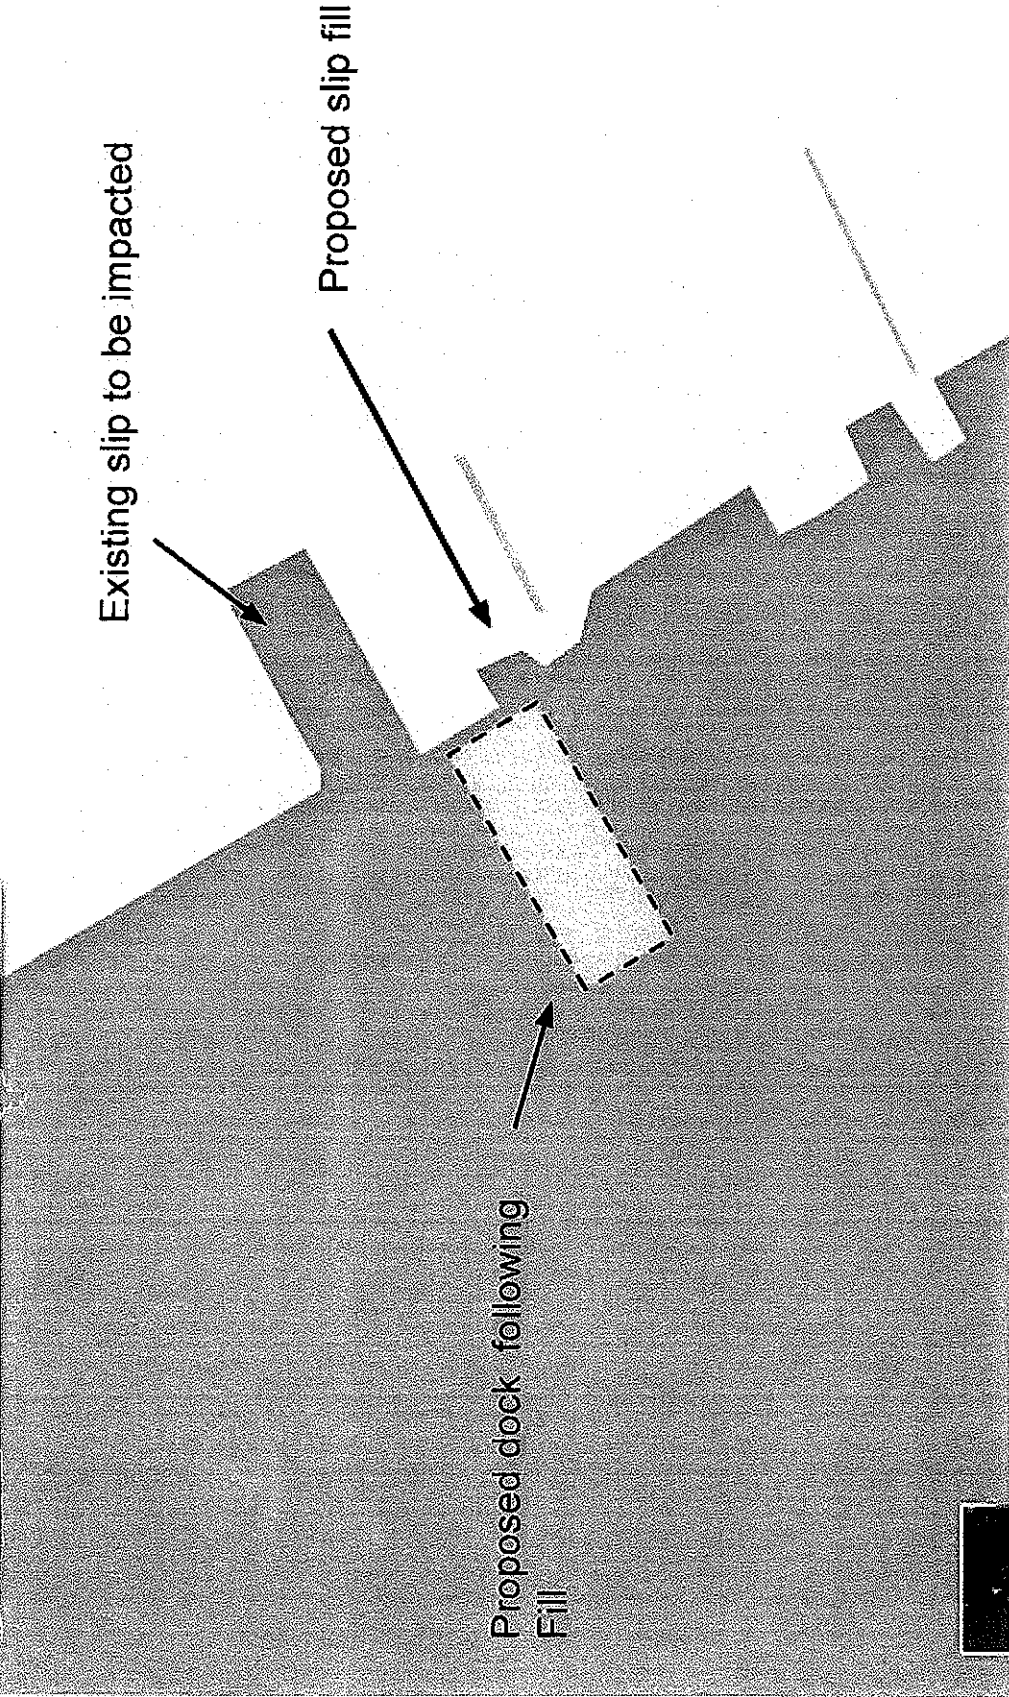 Existing slip to be impacted
Proposed slip fill
Proposed dock following
Fill